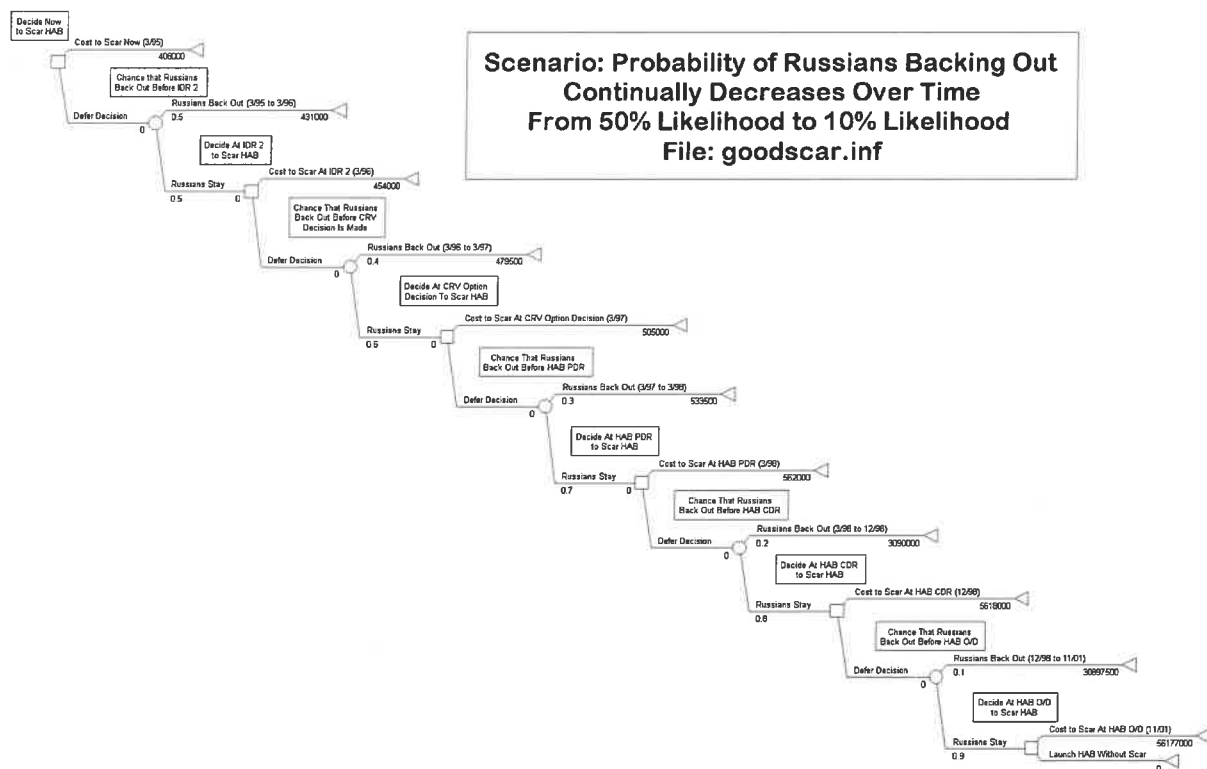 Decide Now
to Scar HAB
Cost to Scar Now (3/95)
406000
Scenario: Probability of Russians Backing Out
Continually Decreases Over Time
From 50% Likelihood to 10% Likelihood
File: goodscar.inf
Chance that Russians
Back Out Before IDR 2
Russians Back Out (3/95 to 3/96)
0.5
431000
Defer Decision
0
Decide At IDR 2
to Scar HAB
Cost to Scar At IDR 2 (3/96)
454000
Russians Stay
0.5
0
Chance That Russians
Back Out Before CRV
Decision Is Made
Russians Back Out (3/96 to 3/97)
0.4
479500
Defer Decision
0
Decide At CRV Option
Decision To Scar HAB
Cost to Scar At CRV Option Decision (3/97)
505000
Russians Stay
0.6
0
Chance That Russians
Back Out Before HAB PDR
Russians Back Out (3/97 to 3/98)
0.3
533500
Defer Decision
0
Decide At HAB PDR
to Scar HAB
Cost to Scar At HAB PDR (3/98)
562000
Russians Stay
0.7
0
Chance That Russians
Back Out Before HAB CDR
Russians Back Out (3/98 to 12/98)
0.2
3090000
Defer Decision
0
Decide At HAB CDR
to Scar HAB
Cost to Scar At HAB CDR (12/98)
5618000
Russians Stay
0.8
Chance That Russians
Back Out Before HAB O/D
Russians Back Out (12/98 to 11/01)
0.1
30897500
Defer Decision
0
Decide At HAB O/D
to Scar HAB
Cost to Scar At HAB O/D (11/01)
56177000
Russians Stay
0.9
Launch HAB Without Scar
0